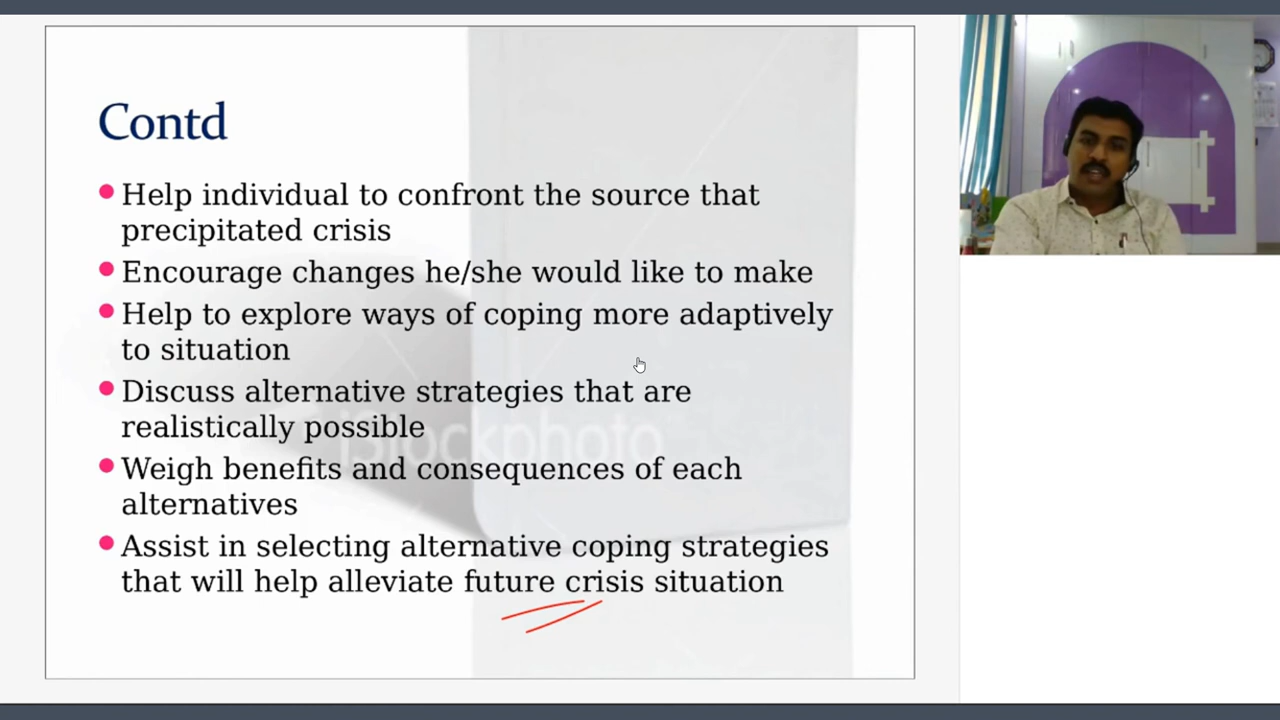 Contd
Help individual to confront the source that
precipitated crisis
Encourage changes he/she would like to make
Help to explore ways of coping more adaptively
to situation
Discuss alternative strategies that are
realistically possible
Weigh benefits and consequences of each
alternatives
Assist in selecting alternative coping strategies
that will help alleviate future crisis situation
iStockphoto